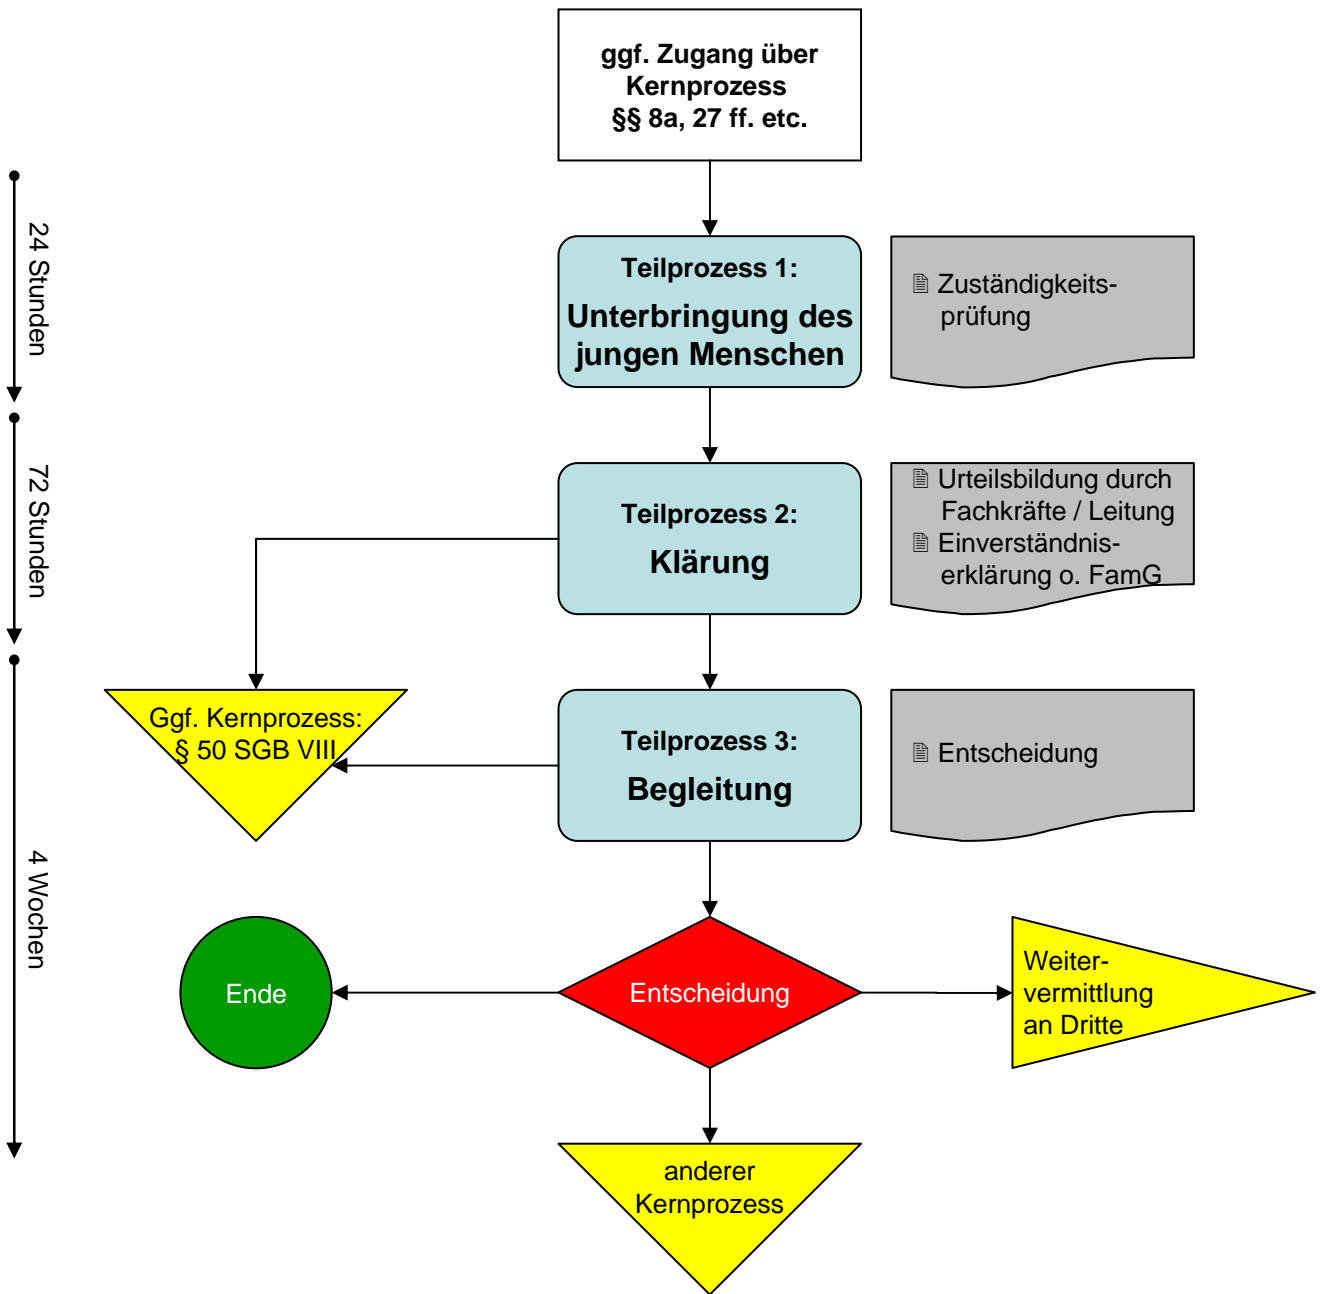 ggf. Zugang über
Kernprozess
§§ 8a, 27 ff. etc.
24 Stunden
Teilprozess 1:
Unterbringung des
jungen Menschen
Zuständigkeits-
prüfung
72 Stunden
Teilprozess 2:
Klärung
Urteilsbildung durch
Fachkräfte / Leitung
Einverständnis-
erklärung o. FamG
4 Wochen
Ggf. Kernprozess:
§ 50 SGB VIII
Teilprozess 3:
Begleitung
Entscheidung
Ende
Entscheidung
Weiter-
vermittlung
an Dritte
anderer
Kernprozess